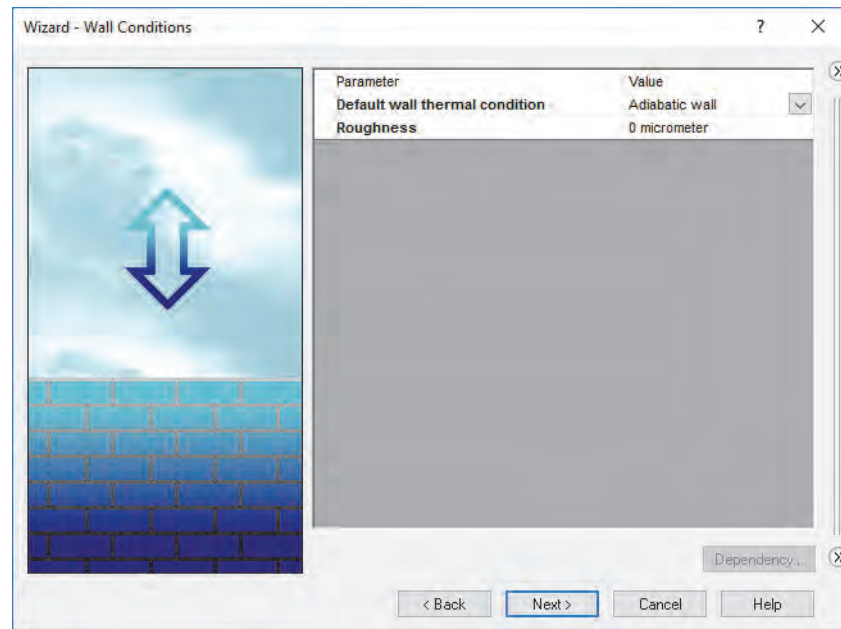 Wizard - Wall Conditions ?
Parameter Value
Default wall thermal condition Adiabatic wall
Roughness 0 micrometer
Dependency...
< Back Next > Cancel Help